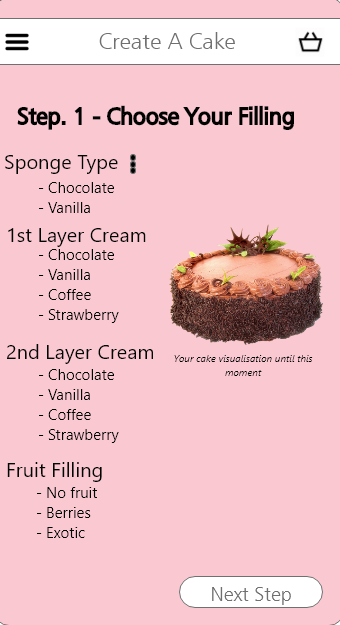 Create A Cake
Step. 1 - Choose Your Filling
Sponge Type
- Chocolate
- Vanilla
1st Layer Cream
- Chocolate
- Vanilla
- Coffee
- Strawberry
2nd Layer Cream
- Chocolate
- Vanilla
- Coffee
- Strawberry
Fruit Filling
- No fruit
- Berries
- Exotic
Your cake visualisation until this
moment
Next Step